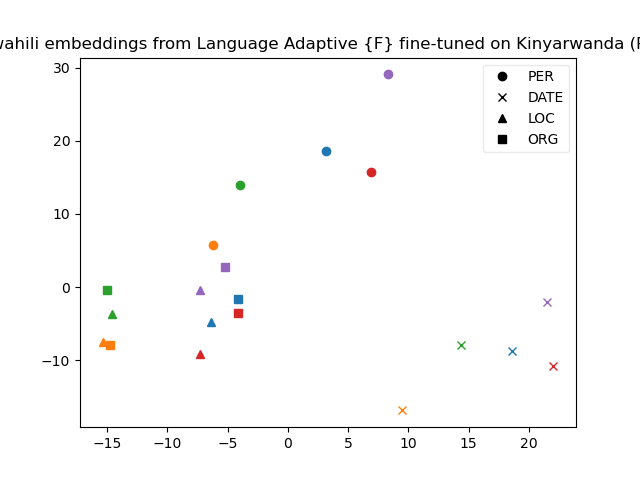 wahili embeddings from Language Adaptive {F} fine-tuned on Kinyarwanda (
PER
DATE
LOC
ORG
30
20
10
0
−10
−15
−10
−5
0
5
10
15
20